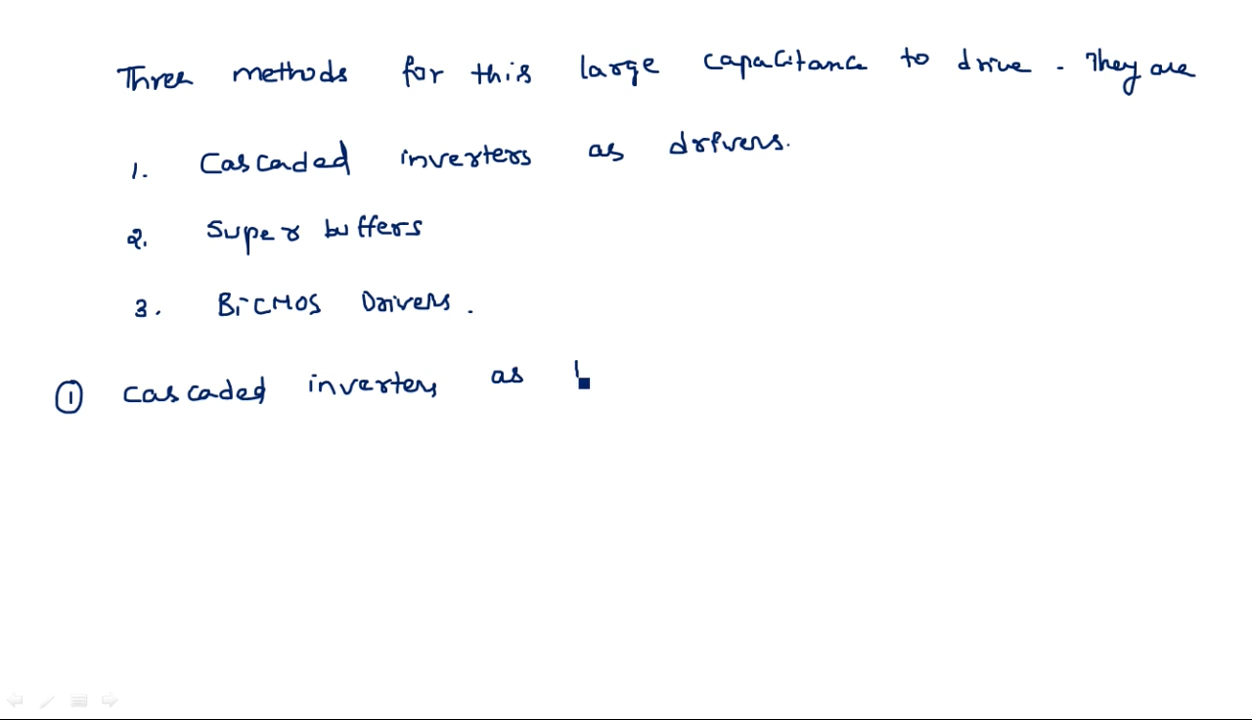 Three methods for this large capacitance to drive. They are
1. Cascaded inverters as drivers.
2. Super buffers
3. BiCMOS Drivers.
① cascaded inverters as